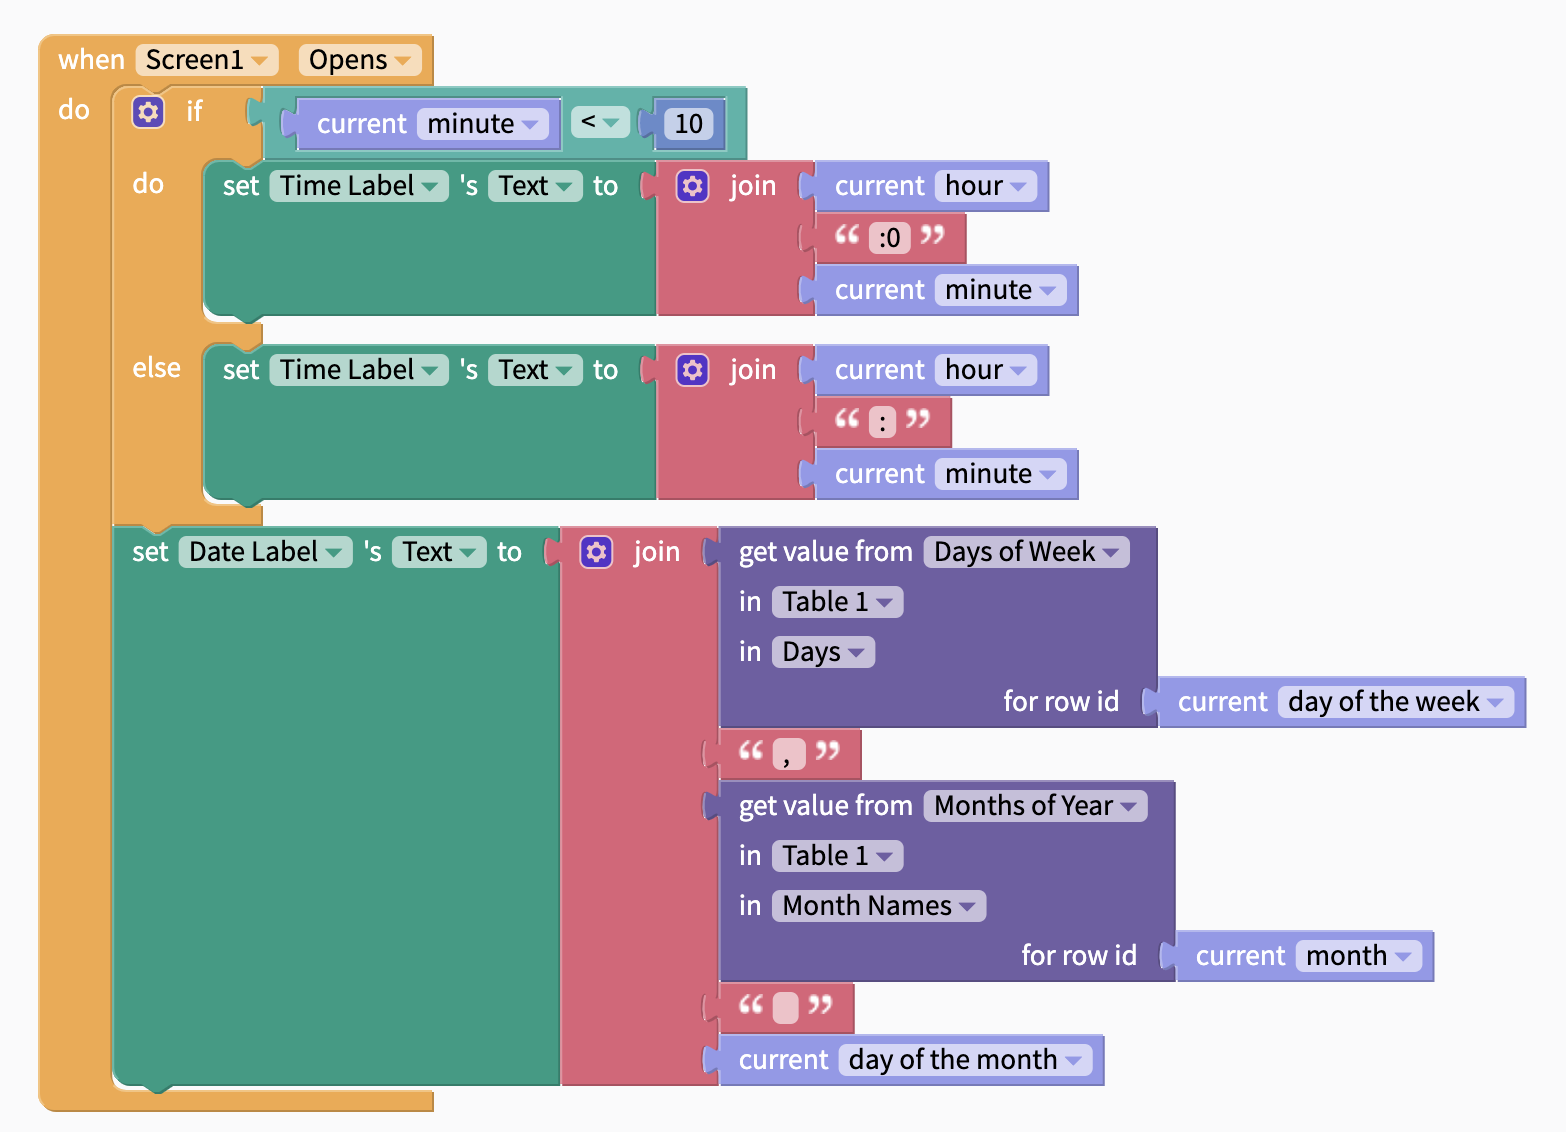 when Screen1 Opens
do if current minute < 10
do set Time Label 's Text to join current hour
“ :0 ”
current minute
else set Time Label 's Text to join current hour
“ : ”
current minute
set Date Label 's Text to join get value from Days of Week
in Table 1
in Days
for row id current day of the week
“ , ”
get value from Months of Year
in Table 1
in Month Names
for row id current month
“ ”
current day of the month